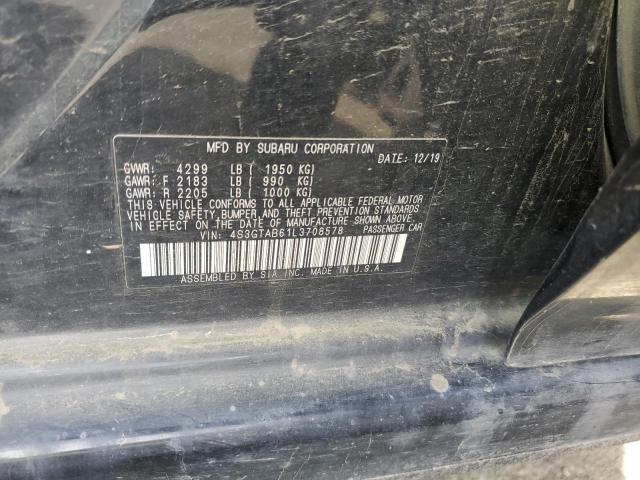 MFD BY SUBARU CORPORATION
DATE: 12/19
GVWR: 4299 LB ( 1950 KG)
GAWR: F 2183 LB ( 990 KG)
GAWR: R 2205 LB ( 1000 KG)
THIS VEHICLE CONFORMS TO ALL APPLICABLE FEDERAL MOTOR
VEHICLE SAFETY, BUMPER, AND THEFT PREVENTION STANDARDS
IN EFFECT ON THE DATE OF MANUFACTURE SHOWN ABOVE.
VIN: 4S3GTAB61L3708578 PASSENGER CAR
ASSEMBLED BY SIA INC. MADE IN U.S.A.